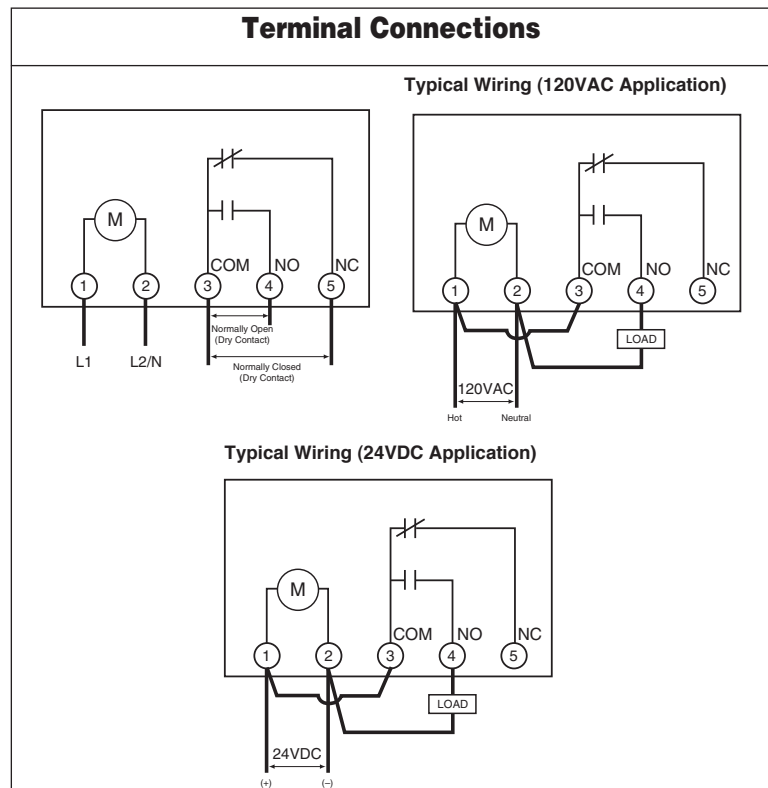 Terminal Connections
M
COM NO NC
1 2 3 4 5
Normally Open
(Dry Contact)
L1 L2/N
Normally Closed
(Dry Contact)
Typical Wiring (120VAC Application)
M
COM NO NC
1 2 3 4 5
LOAD
120VAC
Hot Neutral
Typical Wiring (24VDC Application)
M
COM NO NC
1 2 3 4 5
LOAD
24VDC
(+) (–)